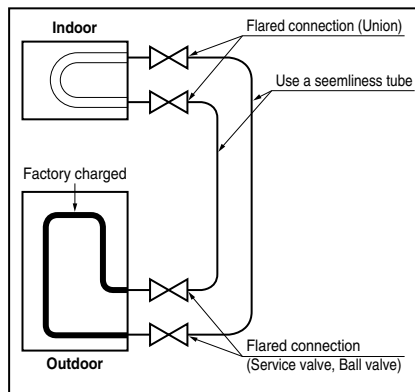 Indoor
Flared connection (Union)
Use a seemliness tube
Factory charged
Flared connection
(Service valve, Ball valve)
Outdoor